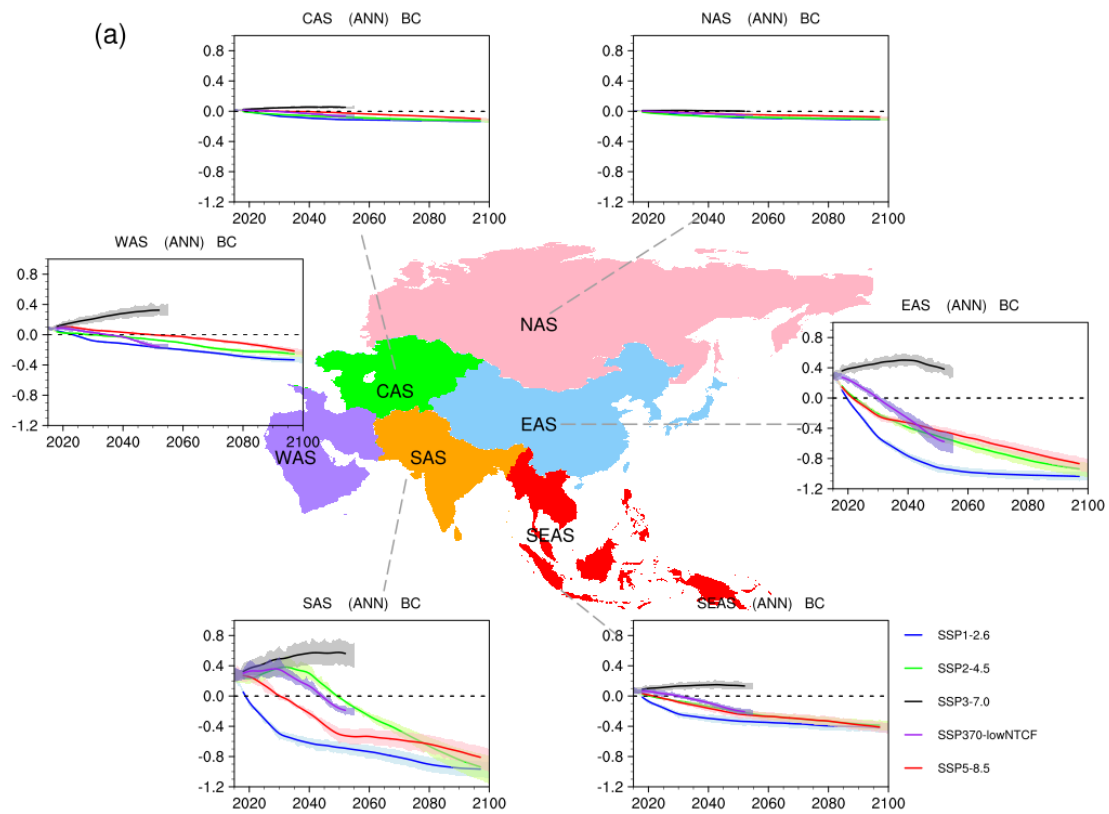 (a)
CAS (ANN) BC
0.8
0.4
0.0
-0.4
-0.8
-1.2
2020 2040 2060 2080 2100
NAS (ANN) BC
0.8
0.4
0.0
-0.4
-0.8
-1.2
2020 2040 2060 2080 2100
WAS (ANN) BC
0.8
0.4
0.0
-0.4
-0.8
-1.2
2020 2040 2060 2080 2100
EAS (ANN) BC
0.8
0.4
0.0
-0.4
-0.8
-1.2
2020 2040 2060 2080 2100
NAS
CAS
EAS
WAS
SAS
SEAS
SAS (ANN) BC
0.8
0.4
0.0
-0.4
-0.8
-1.2
2020 2040 2060 2080 2100
SEAS (ANN) BC
0.8
0.4
0.0
-0.4
-0.8
-1.2
2020 2040 2060 2080 2100
SSP1-2.6
SSP2-4.5
SSP3-7.0
SSP370-lowNTCF
SSP5-8.5